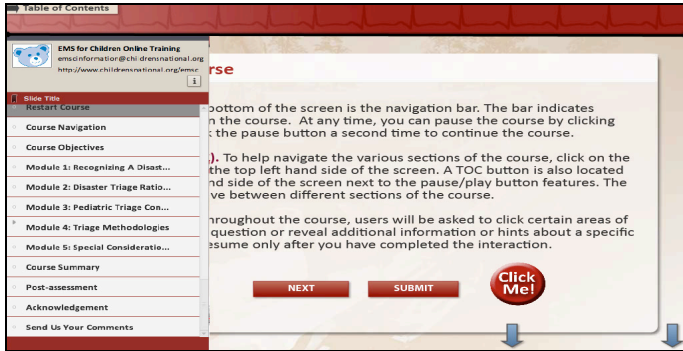 Table of Contents
EMS for Children Online Training
emscinformation@childrensnational.org
http://www.childrensnational.org/emsc
i
Slide Title
Restart Course
Course Navigation
Course Objectives
Module 1: Recognizing A Disast...
Module 2: Disaster Triage Ratio...
Module 3: Pediatric Triage Con...
Module 4: Triage Methodologies
Module 5: Special Consideratio...
Course Summary
Post-assessment
Acknowledgement
Send Us Your Comments
rse
bottom of the screen is the navigation bar. The bar indicates
n the course. At any time, you can pause the course by clicking
the pause button a second time to continue the course.
). To help navigate the various sections of the course, click on the
the top left hand side of the screen. A TOC button is also located
nd side of the screen next to the pause/play button features. The
ve between different sections of the course.
hroughout the course, users will be asked to click certain areas of
question or reveal additional information or hints about a specific
esume only after you have completed the interaction.
NEXT
SUBMIT
Click
Me!